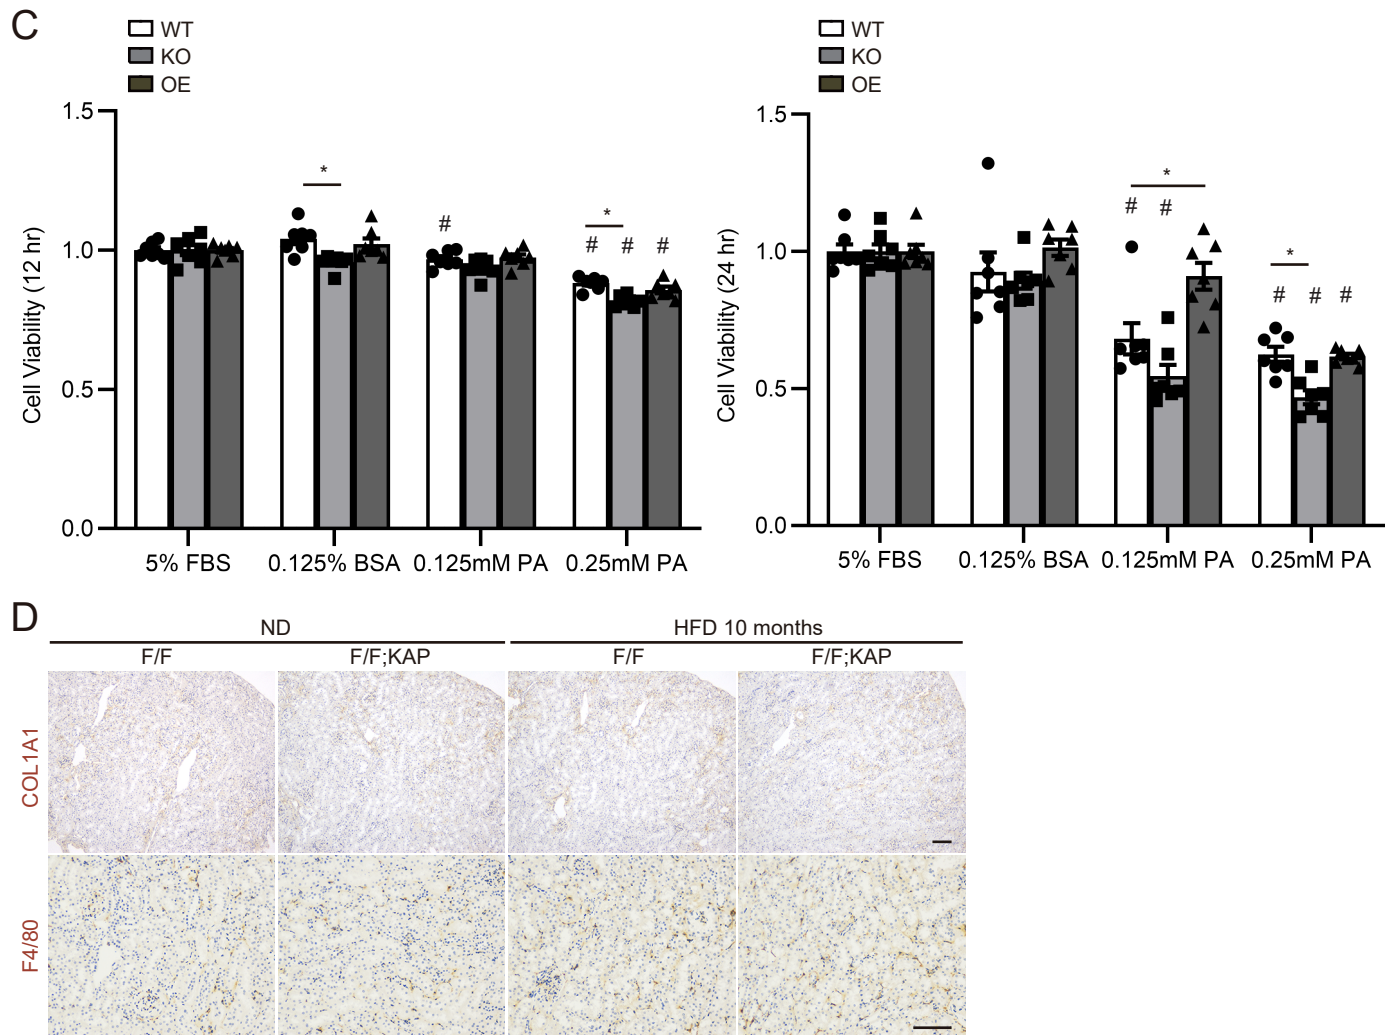 C
WT
KO
OE
1.5
1.0
0.5
0.0
Cell Viability (12 hr)
*
#
*
# # #
5% FBS 0.125% BSA 0.125mM PA 0.25mM PA
WT
KO
OE
1.5
1.0
0.5
0.0
Cell Viability (24 hr)
*
# #
*
# # #
5% FBS 0.125% BSA 0.125mM PA 0.25mM PA
D
ND HFD 10 months
F/F F/F;KAP F/F F/F;KAP
COL1A1
F4/80